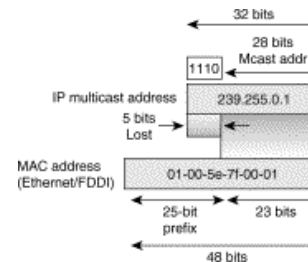 32 bits
28 bits
Mcast addr
1110
IP multicast address
239.255.0.1
5 bits
Lost
MAC address
(Ethernet/FDDI)
01-00-5e-7f-00-01
25-bit
prefix
23 bits
48 bits